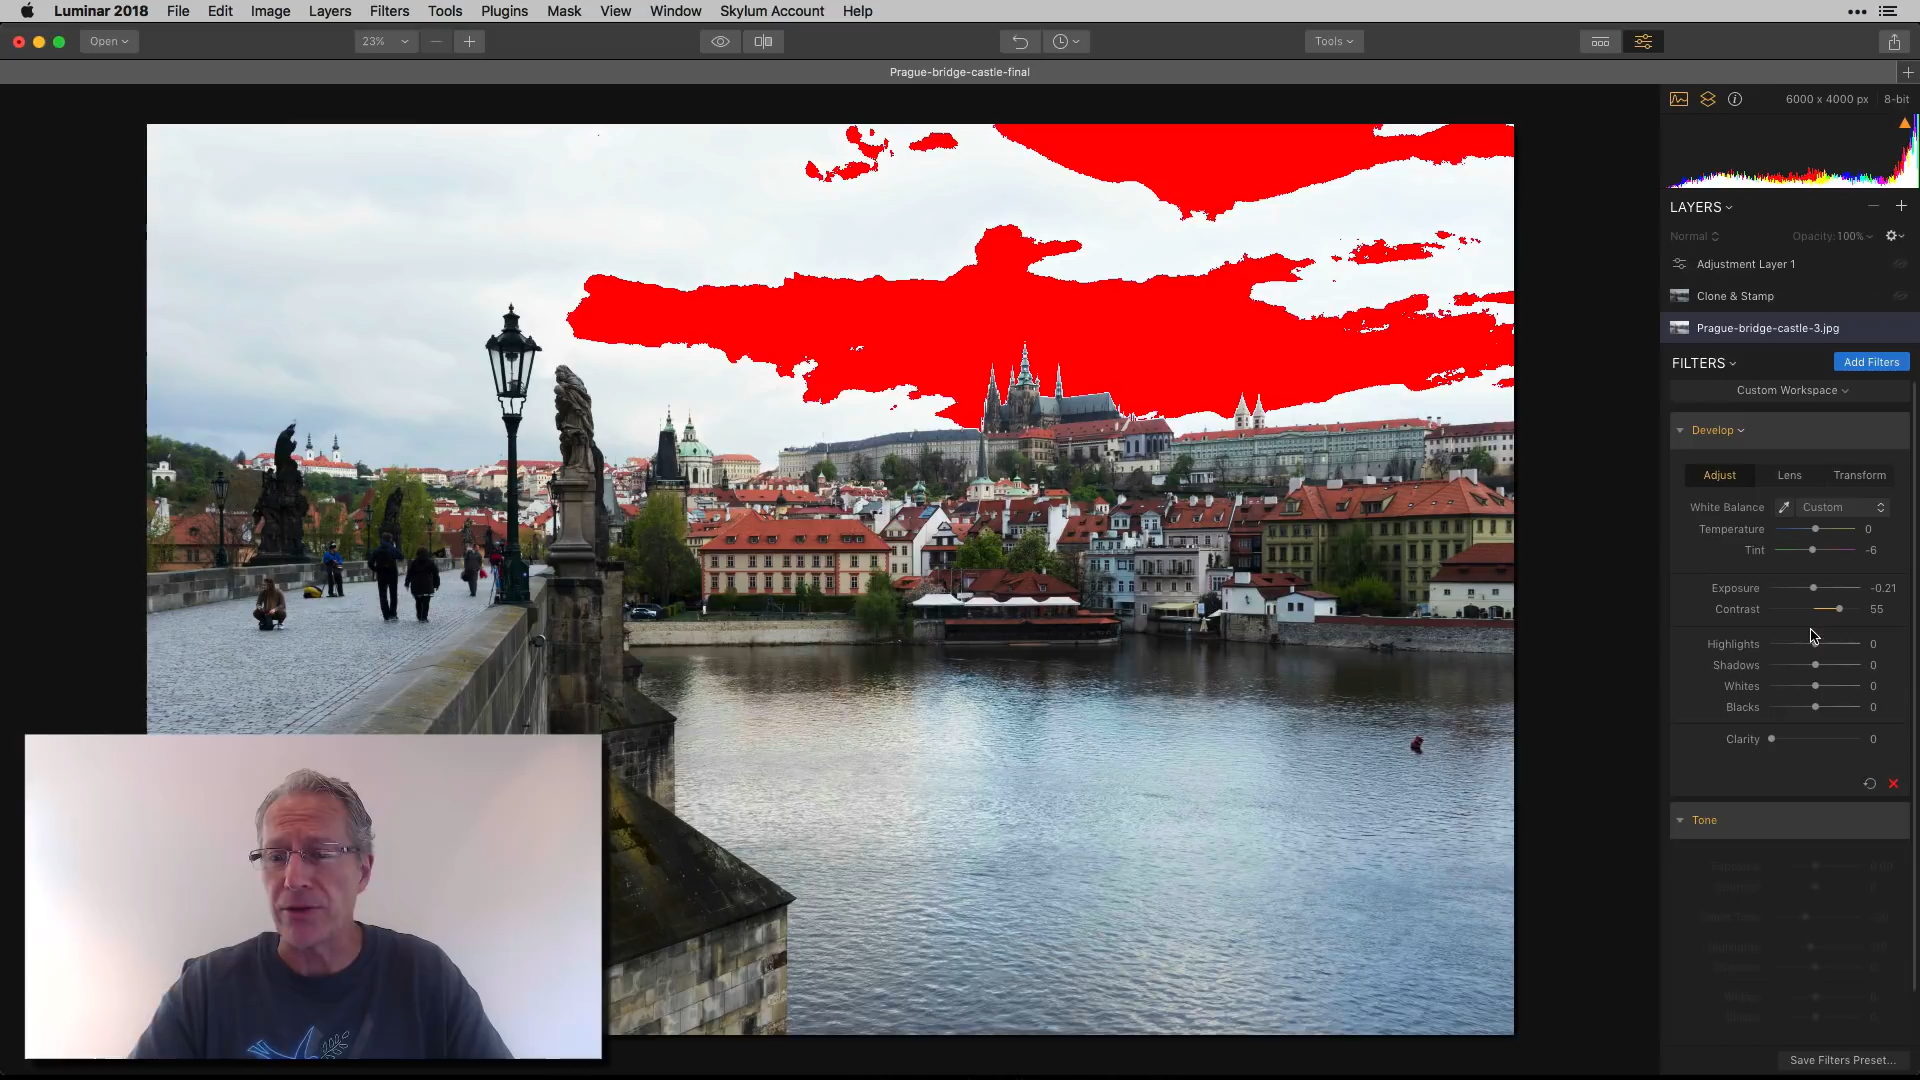 Luminar 2018 File Edit Image Layers Filters Tools Plugins Mask View Window Skylum Account Help
Open 23% Tools
Prague-bridge-castle-final
6000 x 4000 px 8-bit
LAYERS
Normal Opacity: 100%
Adjustment Layer 1
Clone & Stamp
Prague-bridge-castle-3.jpg
FILTERS Add Filters
Custom Workspace
Develop
Adjust Lens Transform
White Balance Custom
Temperature 0
Tint -6
Exposure -0.21
Contrast 55
Highlights 0
Shadows 0
Whites 0
Blacks 0
Clarity 0
Tone
Save Filters Preset...